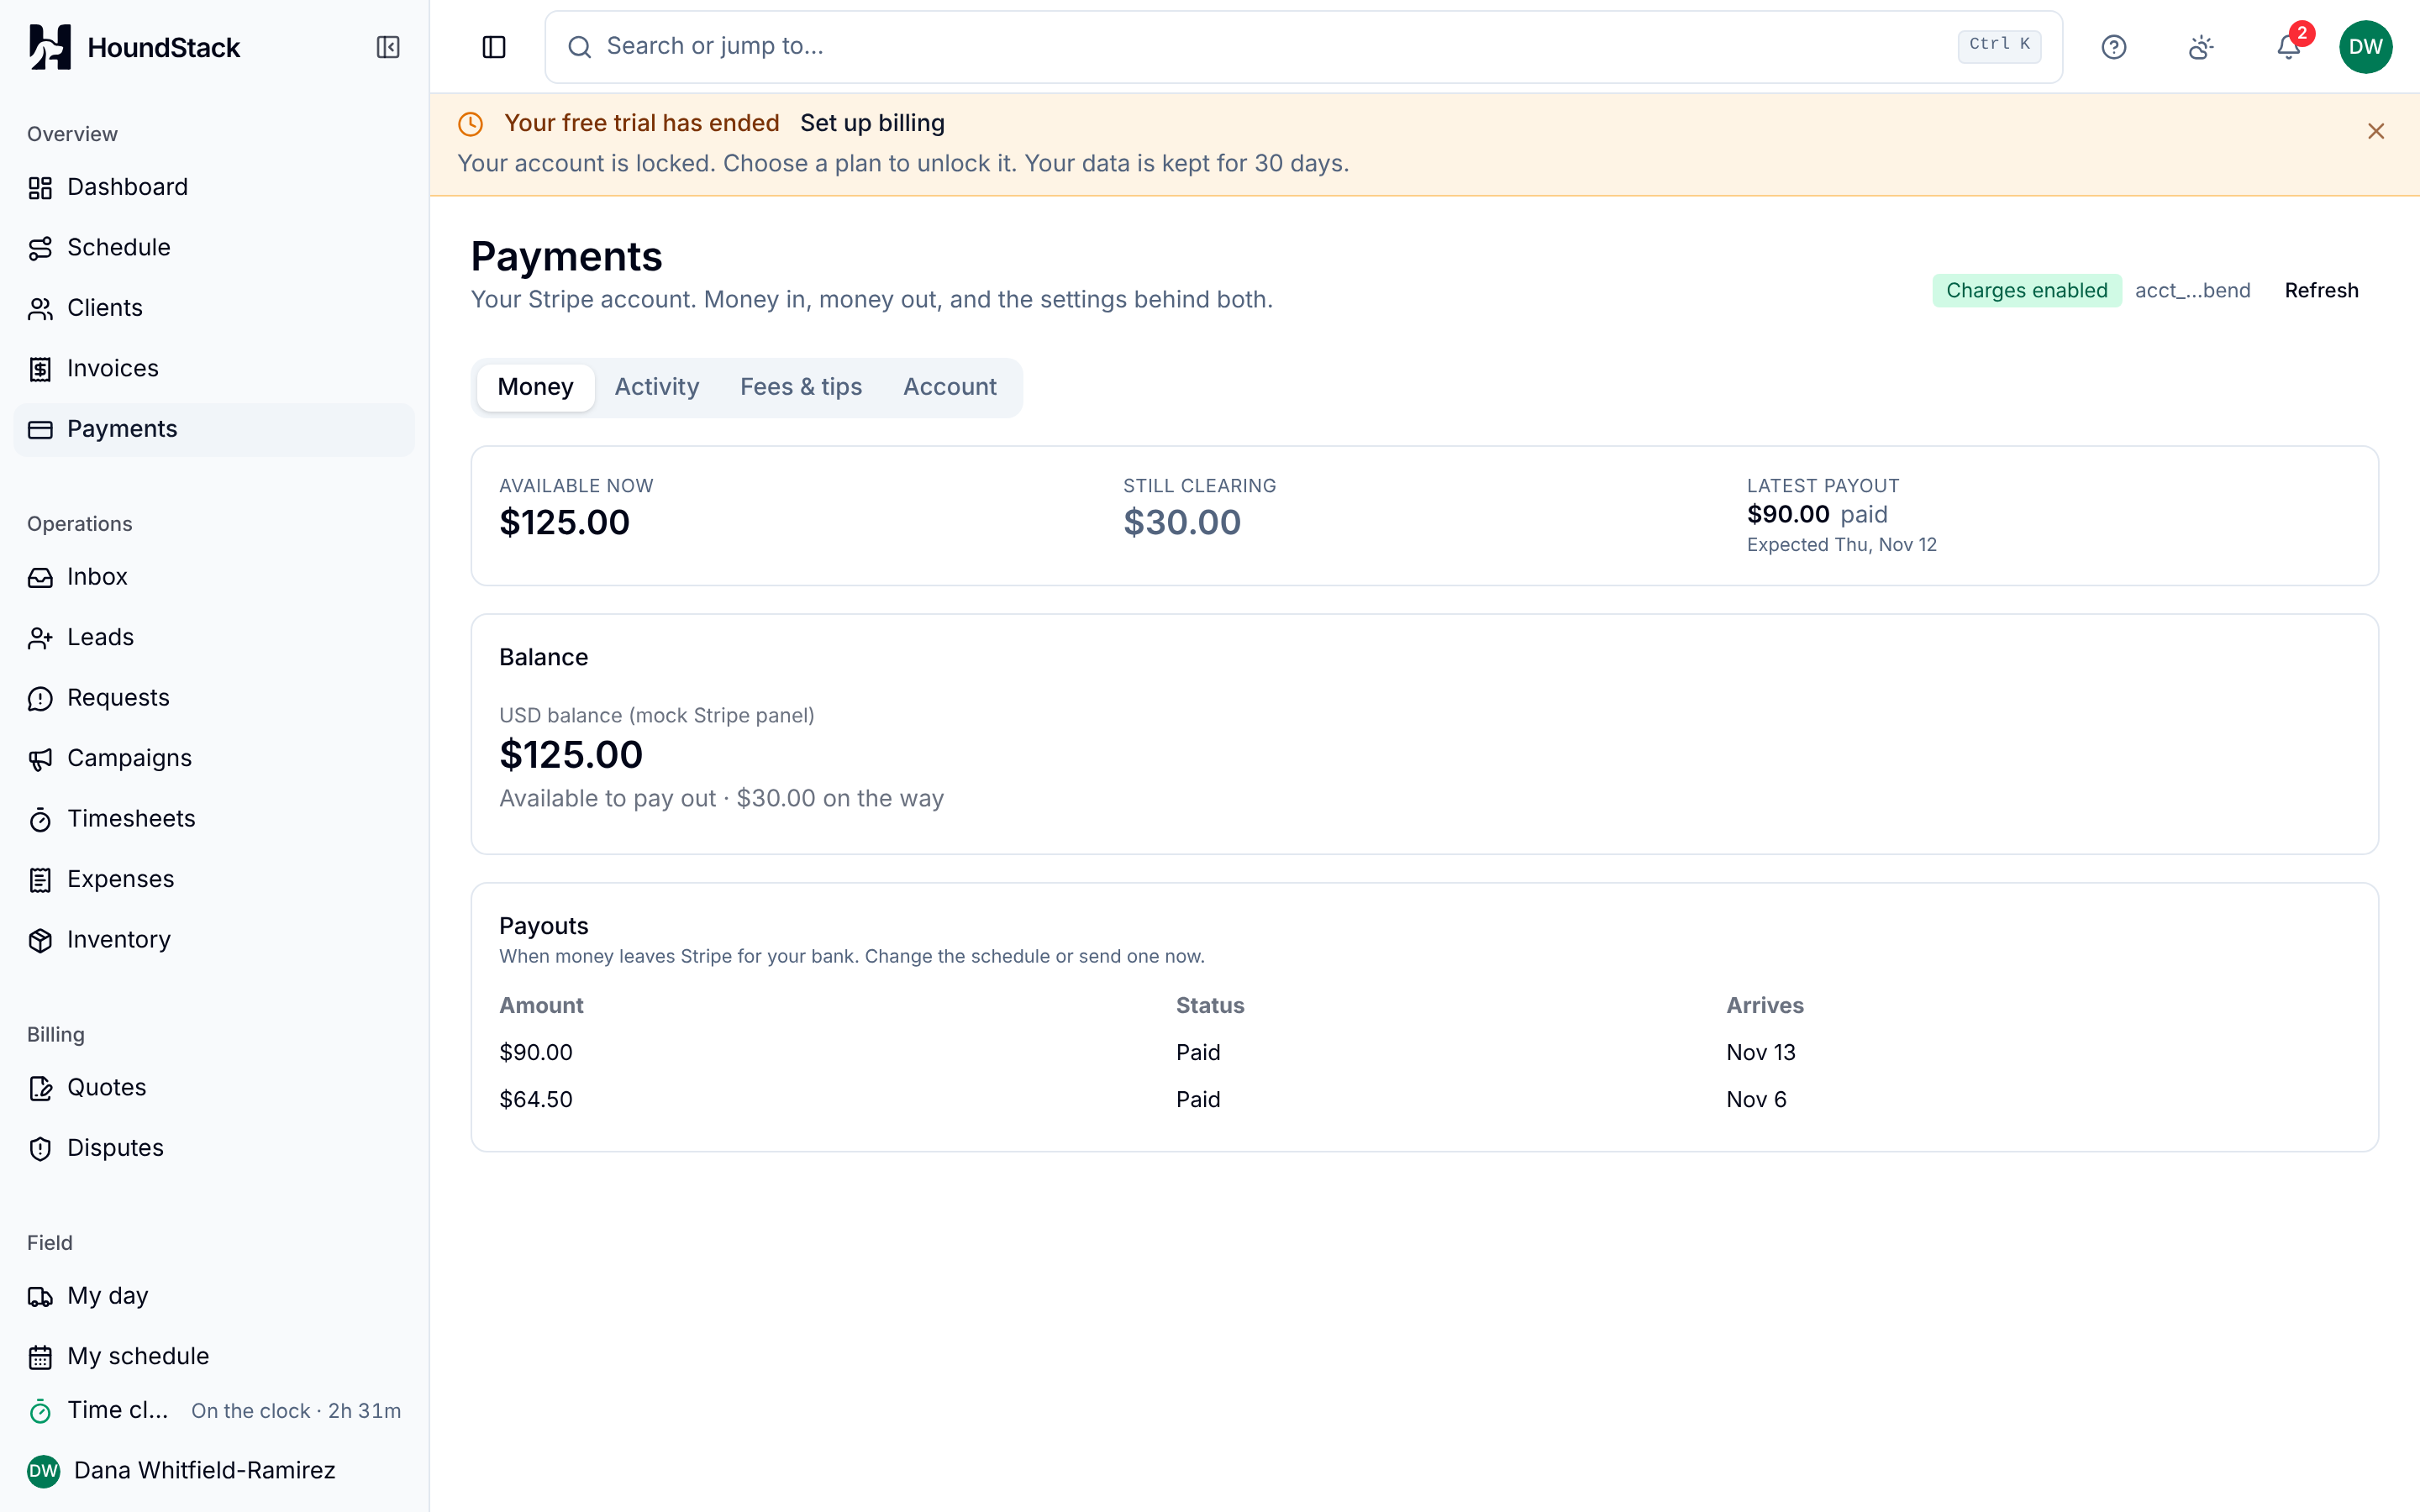 HoundStack
Overview
Dashboard
Schedule
Clients
Invoices
Payments
Operations
Inbox
Leads
Requests
Campaigns
Timesheets
Expenses
Inventory
Billing
Quotes
Disputes
Field
My day
My schedule
Time cl... On the clock · 2h 31m
DW Dana Whitfield-Ramirez
Search or jump to... Ctrl K 2 DW
Your free trial has ended Set up billing
Your account is locked. Choose a plan to unlock it. Your data is kept for 30 days.
Payments
Your Stripe account. Money in, money out, and the settings behind both.
Charges enabled acct_...bend Refresh
Money Activity Fees & tips Account
AVAILABLE NOW STILL CLEARING LATEST PAYOUT
$125.00 $30.00 $90.00 paid
Expected Thu, Nov 12
Balance
USD balance (mock Stripe panel)
$125.00
Available to pay out · $30.00 on the way
Payouts
When money leaves Stripe for your bank. Change the schedule or send one now.
Amount Status Arrives
$90.00 Paid Nov 13
$64.50 Paid Nov 6